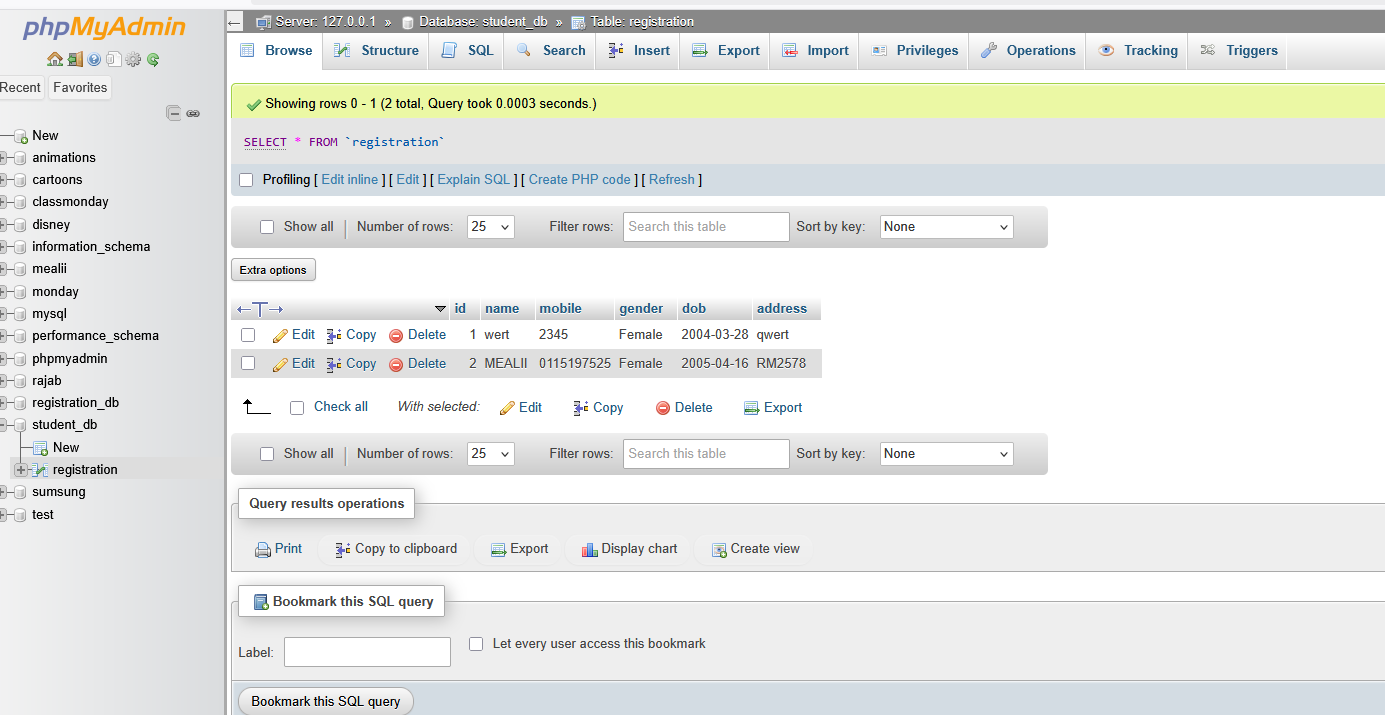 phpMyAdmin
Recent Favorites
New
animations
cartoons
classmonday
disney
information_schema
mealii
monday
mysql
performance_schema
phpmyadmin
rajab
registration_db
student_db
New
registration
sumsung
test
← Server: 127.0.0.1 » Database: student_db » Table: registration
Browse Structure SQL Search Insert Export Import Privileges Operations Tracking Triggers
Showing rows 0 - 1 (2 total, Query took 0.0003 seconds.)
SELECT * FROM `registration`
Profiling [ Edit inline ] [ Edit ] [ Explain SQL ] [ Create PHP code ] [ Refresh ]
Show all | Number of rows: 25 Filter rows: Search this table Sort by key: None
Extra options
←T→ id name mobile gender dob address
Edit Copy Delete 1 wert 2345 Female 2004-03-28 qwert
Edit Copy Delete 2 MEALII 0115197525 Female 2005-04-16 RM2578
Check all With selected: Edit Copy Delete Export
Show all | Number of rows: 25 Filter rows: Search this table Sort by key: None
Query results operations
Print Copy to clipboard Export Display chart Create view
Bookmark this SQL query
Label: Let every user access this bookmark
Bookmark this SQL query